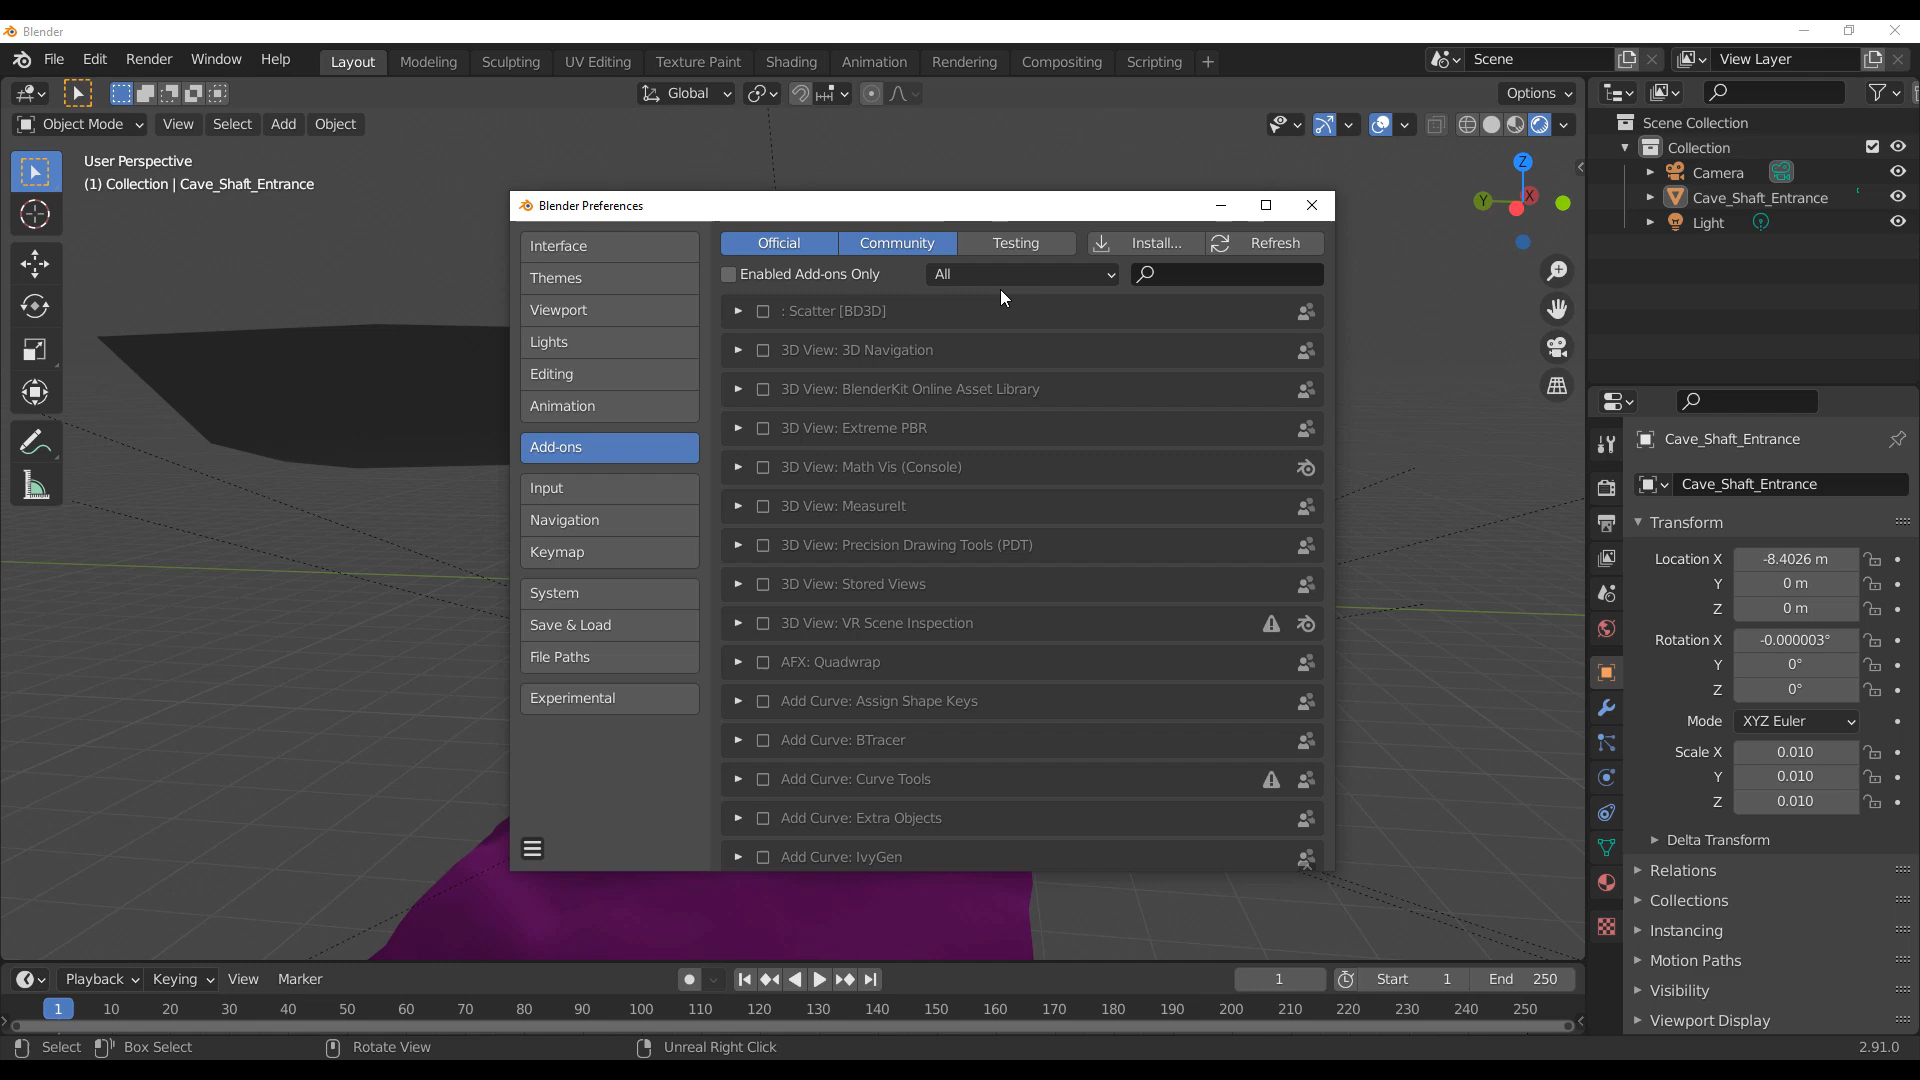 Blender
File Edit Render Window Help Layout Modeling Sculpting UV Editing Texture Paint Shading Animation Rendering Compositing Scripting + Scene View Layer
Global Options
Object Mode View Select Add Object
User Perspective
(1) Collection | Cave_Shaft_Entrance
Z
Y
X
Scene Collection
Collection
Camera
Cave_Shaft_Entrance
Light
Blender Preferences
Interface
Themes
Viewport
Lights
Editing
Animation
Add-ons
Input
Navigation
Keymap
System
Save & Load
File Paths
Experimental
Official Community Testing Install... Refresh
Enabled Add-ons Only All
: Scatter [BD3D]
3D View: 3D Navigation
3D View: BlenderKit Online Asset Library
3D View: Extreme PBR
3D View: Math Vis (Console)
3D View: MeasureIt
3D View: Precision Drawing Tools (PDT)
3D View: Stored Views
3D View: VR Scene Inspection
AFX: Quadwrap
Add Curve: Assign Shape Keys
Add Curve: BTracer
Add Curve: Curve Tools
Add Curve: Extra Objects
Add Curve: IvyGen
Cave_Shaft_Entrance
Cave_Shaft_Entrance
Transform
Location X -8.4026 m
Y 0 m
Z 0 m
Rotation X -0.000003°
Y 0°
Z 0°
Mode XYZ Euler
Scale X 0.010
Y 0.010
Z 0.010
Delta Transform
Relations
Collections
Instancing
Motion Paths
Visibility
Viewport Display
Playback Keying View Marker 1 Start 1 End 250
1 10 20 30 40 50 60 70 80 90 100 110 120 130 140 150 160 170 180 190 200 210 220 230 240 250
Select Box Select Rotate View Unreal Right Click 2.91.0